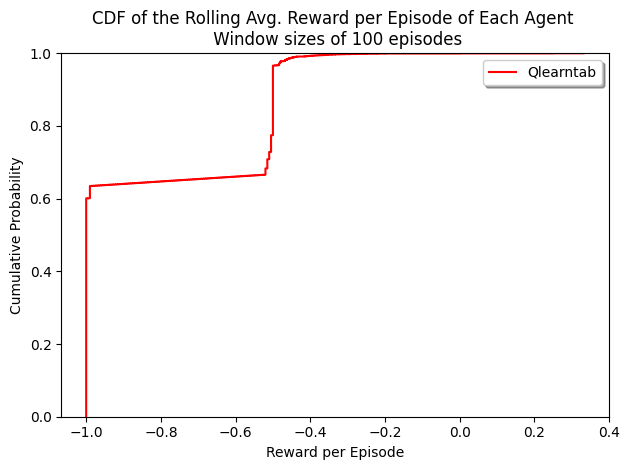 CDF of the Rolling Avg. Reward per Episode of Each Agent
Window sizes of 100 episodes
Qlearntab
Cumulative Probability
1.0
0.8
0.6
0.4
0.2
0.0
−1.0 −0.8 −0.6 −0.4 −0.2 0.0 0.2 0.4
Reward per Episode